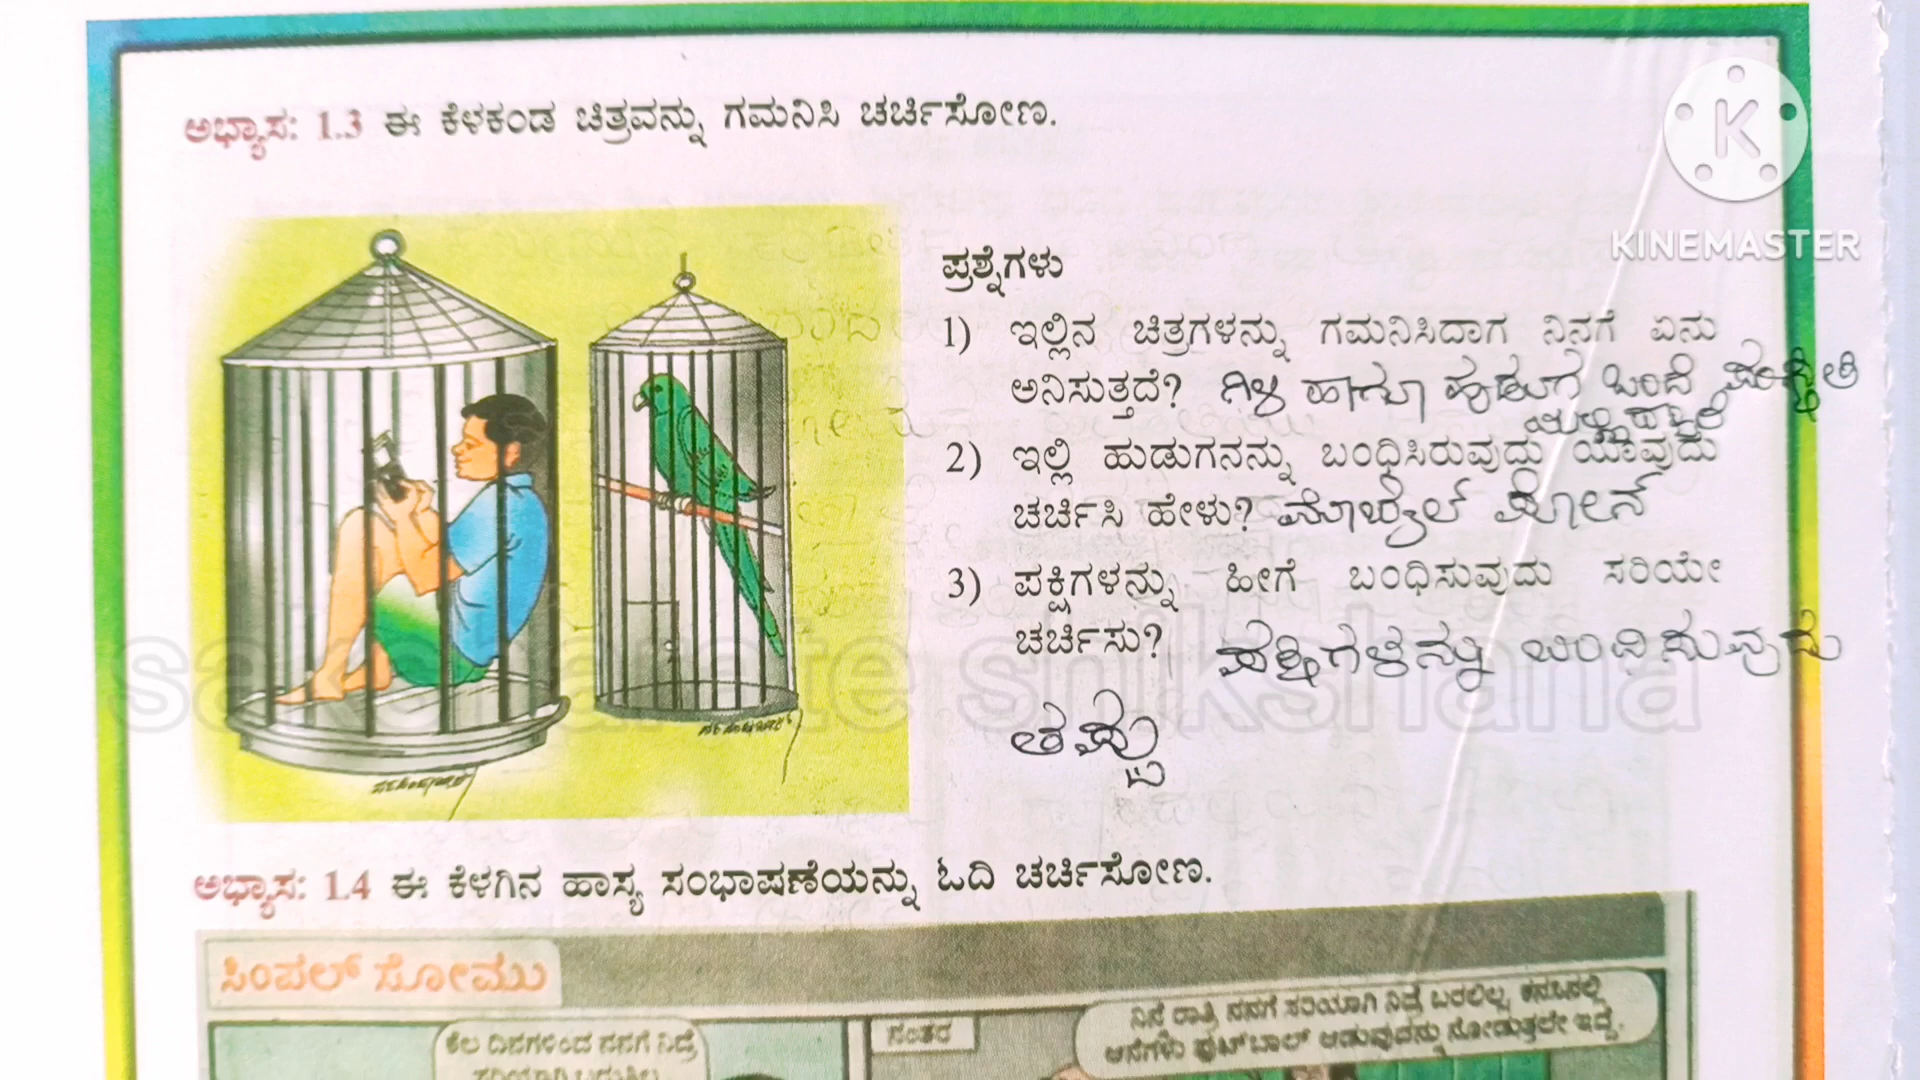 ಅಭ್ಯಾಸ: 1.3 ಈ ಕೆಳಕಂಡ ಚಿತ್ರವನ್ನು ಗಮನಿಸಿ ಚರ್ಚಿಸೋಣ.
KINEMASTER
ಪ್ರಶ್ನೆಗಳು
1) ಇಲ್ಲಿನ ಚಿತ್ರಗಳನ್ನು ಗಮನಿಸಿದಾಗ ನಿನಗೆ ಏನು
ಅನಿಸುತ್ತದೆ? ಗಿಳಿ ಹಾಗೂ ಹುಡುಗ ಒಂದೆ
2) ಇಲ್ಲಿ ಹುಡುಗನನ್ನು ಬಂಧಿಸಿರುವುದು ಯಾವುದು
ಚರ್ಚಿಸಿ ಹೇಳು? ಮೊಬೈಲ್ ಪೋನ್
3) ಪಕ್ಷಿಗಳನ್ನು ಹೀಗೆ ಬಂಧಿಸುವುದು ಸರಿಯೇ
ಚರ್ಚಿಸು? ಪಕ್ಷಿಗಳನ್ನು ಬಂದಿಸುವುದು
ತಪ್ಪು
saksharate shikshana
ಅಭ್ಯಾಸ: 1.4 ಈ ಕೆಳಗಿನ ಹಾಸ್ಯ ಸಂಭಾಷಣೆಯನ್ನು ಓದಿ ಚರ್ಚಿಸೋಣ.
ಸಿಂಪಲ್ ಸೋಮು
ಕೆಲ ದಿನಗಳಿಂದ ನನಗೆ ನಿದ್ರೆ
ನಂತರ
ನಿನ್ನೆ ರಾತ್ರಿ ನನಗೆ ಸರಿಯಾಗಿ ನಿದ್ರೆ ಬರಲಿಲ್ಲ, ಕನಸಿನಲ್ಲಿ
ಆನೆಗಳು ಫುಟ್‌ಬಾಲ್ ಆಡುವುದನ್ನು ನೋಡುತ್ತಲೇ ಇದ್ದೆ.